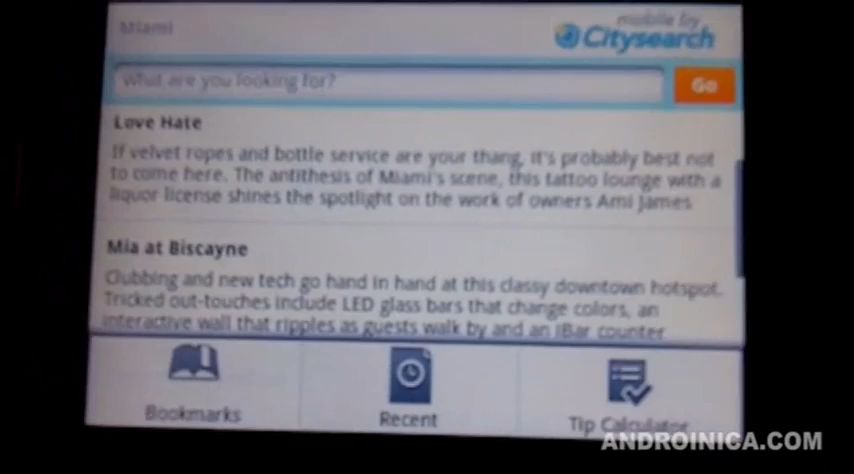 Miami
mobile by
Citysearch
What are you looking for?
Go
Love Hate
If velvet ropes and bottle service are your thang, it's probably best not
to come here. The antithesis of Miami's scene, this tattoo lounge with a
liquor license shines the spotlight on the work of owners Ami James
Mia at Biscayne
Clubbing and new tech go hand in hand at this classy downtown hotspot.
Tricked out-touches include LED glass bars that change colors, an
interactive wall that ripples as guests walk by and an iBar counter
Bookmarks
Recent
Tip Calculator
ANDROINICA.COM